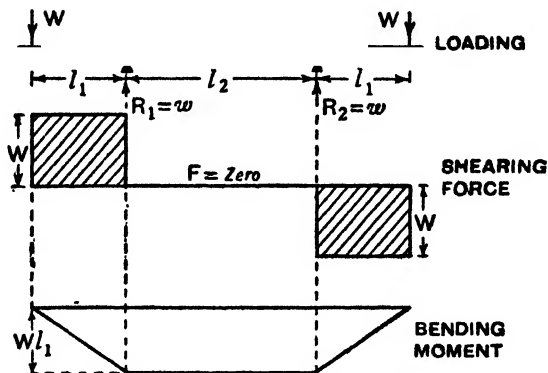 W
W
LOADING
l₁
l₂
l₁
R₁=w
R₂=w
W
F = Zero
SHEARING
FORCE
W
Wl₁
BENDING
MOMENT